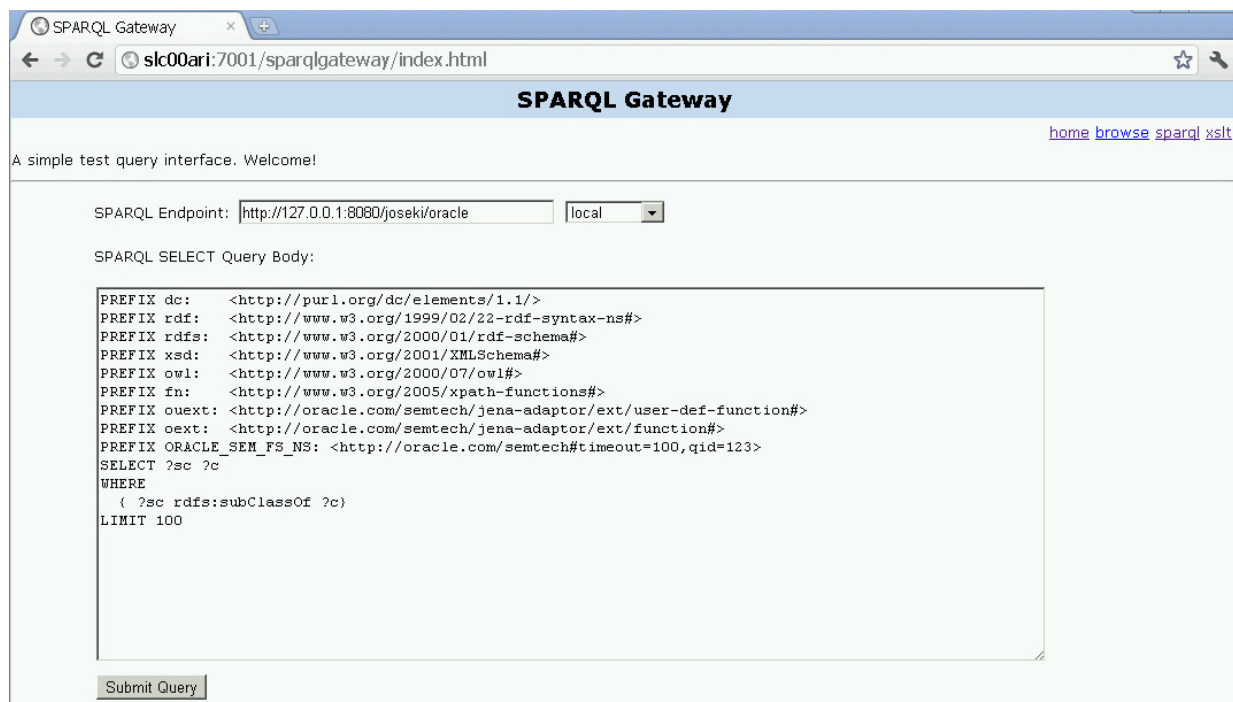 SPARQL Gateway
slc00ari:7001/sparqlgateway/index.html
SPARQL Gateway
home browse sparql xslt
A simple test query interface. Welcome!
SPARQL Endpoint: http://127.0.0.1:8080/joseki/oracle local
SPARQL SELECT Query Body:
PREFIX dc: <http://purl.org/dc/elements/1.1/>
PREFIX rdf: <http://www.w3.org/1999/02/22-rdf-syntax-ns#>
PREFIX rdfs: <http://www.w3.org/2000/01/rdf-schema#>
PREFIX xsd: <http://www.w3.org/2001/XMLSchema#>
PREFIX owl: <http://www.w3.org/2000/07/owl#>
PREFIX fn: <http://www.w3.org/2005/xpath-functions#>
PREFIX ouext: <http://oracle.com/semtech/jena-adaptor/ext/user-def-function#>
PREFIX oext: <http://oracle.com/semtech/jena-adaptor/ext/function#>
PREFIX ORACLE_SEM_FS_NS: <http://oracle.com/semtech#timeout=100,qid=123>
SELECT ?sc ?c
WHERE
{ ?sc rdfs:subClassOf ?c}
LIMIT 100
Submit Query